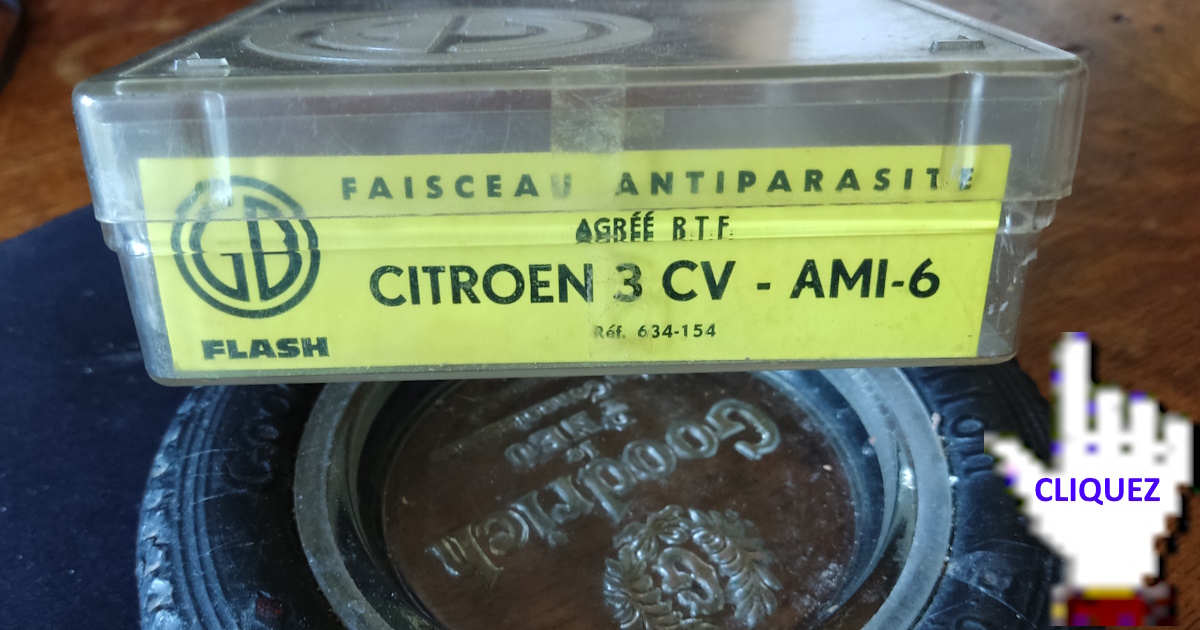 FAISCEAU ANTIPARASITE
AGRÉÉ R.T.F.
GB
CITROEN 3 CV - AMI-6
Réf. 634-154
FLASH
Goodrich
CLIQUEZ